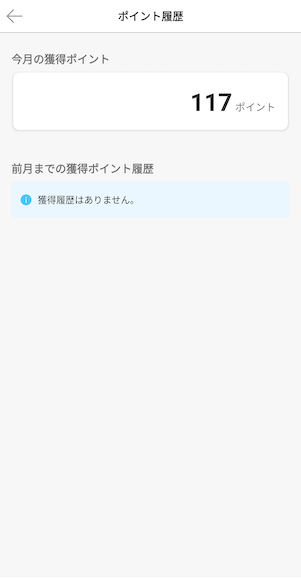 ポイント履歴
今月の獲得ポイント
117 ポイント
前月までの獲得ポイント履歴
獲得履歴はありません。